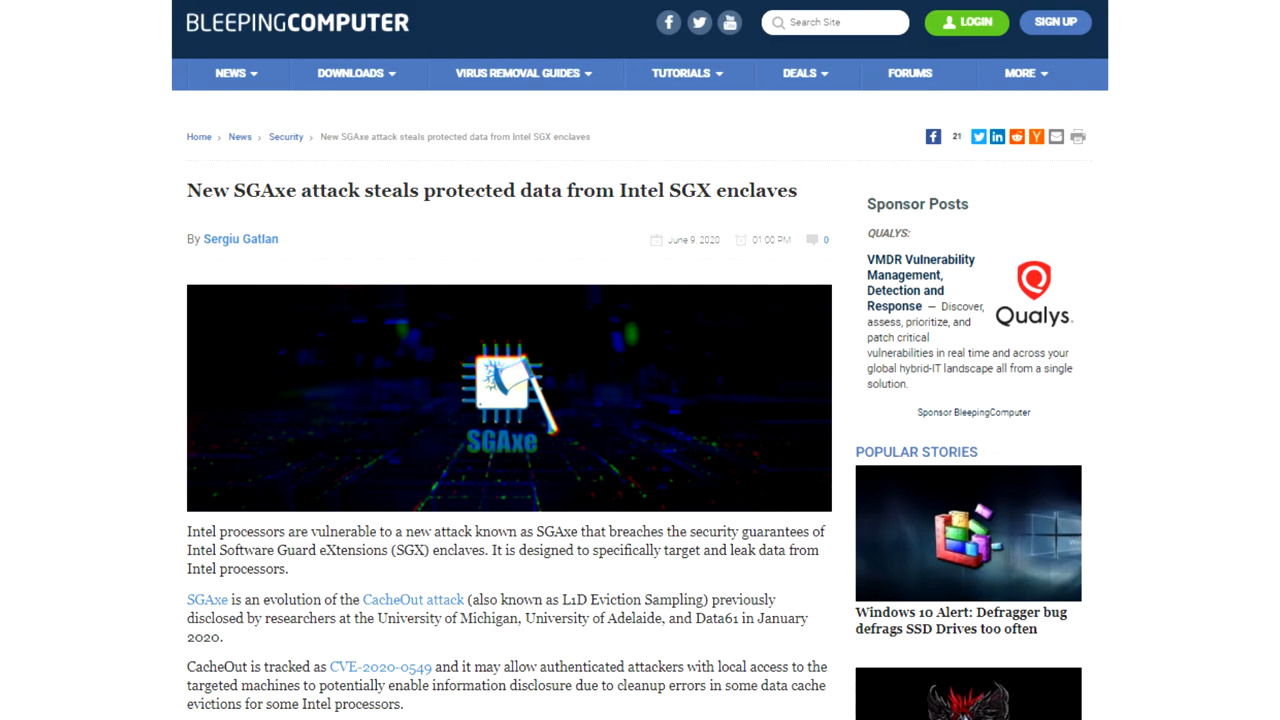 BLEEPINGCOMPUTER
Search Site
LOGIN
SIGN UP
NEWS
DOWNLOADS
VIRUS REMOVAL GUIDES
TUTORIALS
DEALS
FORUMS
MORE
Home › News › Security › New SGAxe attack steals protected data from Intel SGX enclaves
21
New SGAxe attack steals protected data from Intel SGX enclaves
By Sergiu Gatlan
June 9, 2020
01:00 PM
0
SGAxe
Intel processors are vulnerable to a new attack known as SGAxe that breaches the security guarantees of
Intel Software Guard eXtensions (SGX) enclaves. It is designed to specifically target and leak data from
Intel processors.
SGAxe is an evolution of the CacheOut attack (also known as L1D Eviction Sampling) previously
disclosed by researchers at the University of Michigan, University of Adelaide, and Data61 in January
2020.
CacheOut is tracked as CVE-2020-0549 and it may allow authenticated attackers with local access to the
targeted machines to potentially enable information disclosure due to cleanup errors in some data cache
evictions for some Intel processors.
Sponsor Posts
QUALYS:
VMDR Vulnerability
Management,
Detection and
Response — Discover,
assess, prioritize, and
patch critical
vulnerabilities in real time and across your
global hybrid-IT landscape all from a single
solution.
Qualys.
Sponsor BleepingComputer
POPULAR STORIES
Windows 10 Alert: Defragger bug
defrags SSD Drives too often